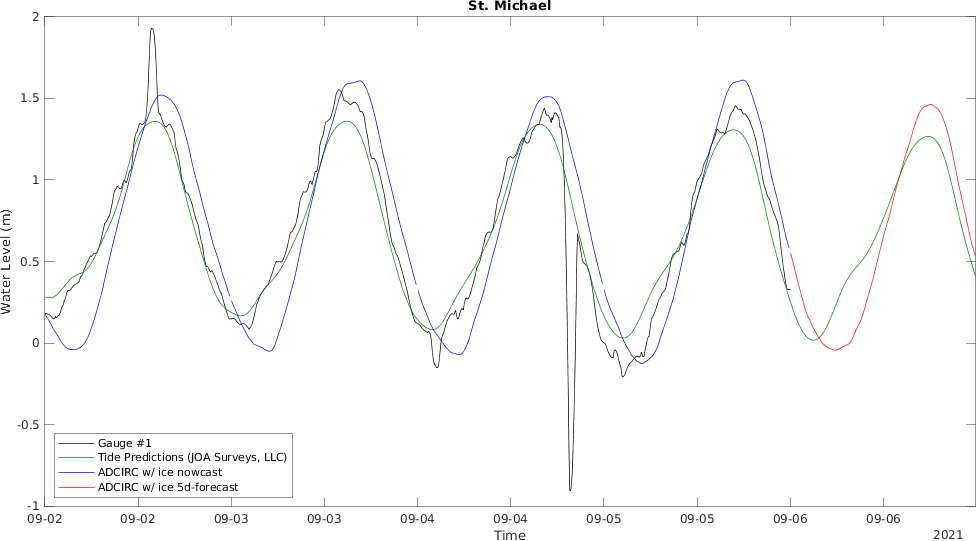 St. Michael
2
1.5
1
0.5
0
-0.5
-1
Water Level (m)
Gauge #1
Tide Predictions (JOA Surveys, LLC)
ADCIRC w/ ice nowcast
ADCIRC w/ ice 5d-forecast
09-02 09-02 09-03 09-03 09-04 09-04 09-05 09-05 09-06 09-06
Time
2021